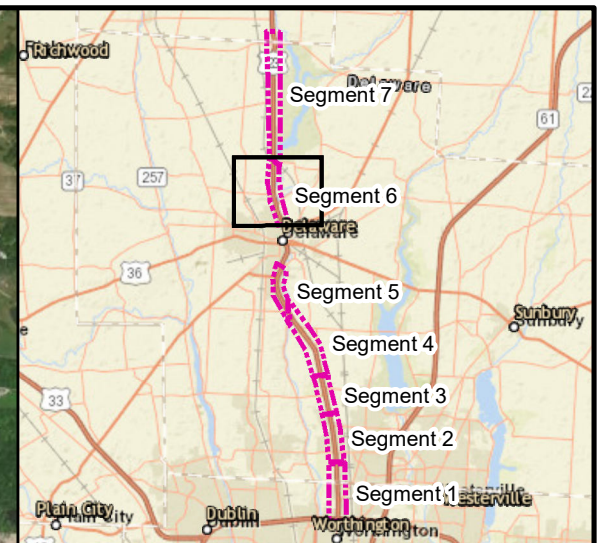 Richwood
Delaware
Segment 7
61
37
257
Segment 6
Delaware
36
Segment 5
Sunbury
e
Segment 4
33
Segment 3
Segment 2
Segment 1
Westerville
Plain City
Dublin
Worthington